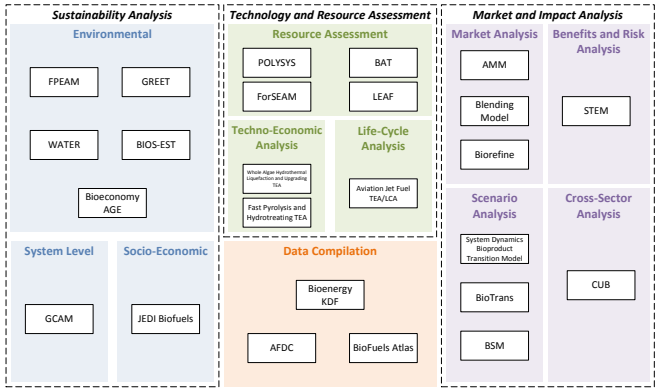 Sustainability Analysis
Environmental
FPEAM
GREET
WATER
BIOS-EST
Bioeconomy
AGE
System Level
GCAM
Socio-Economic
JEDI Biofuels
Technology and Resource Assessment
Resource Assessment
POLYSYS
BAT
ForSEAM
LEAF
Techno-Economic
Analysis
Whole Algae Hydrothermal
Liquefaction and Upgrading
TEA
Fast Pyrolysis and
Hydrotreating TEA
Life-Cycle
Analysis
Aviation Jet Fuel
TEA/LCA
Data Compilation
Bioenergy
KDF
AFDC
BioFuels Atlas
Market and Impact Analysis
Market Analysis
AMM
Blending
Model
Biorefine
Benefits and Risk
Analysis
STEM
Scenario
Analysis
System Dynamics
Bioproduct
Transition Model
BioTrans
BSM
Cross-Sector
Analysis
CUB